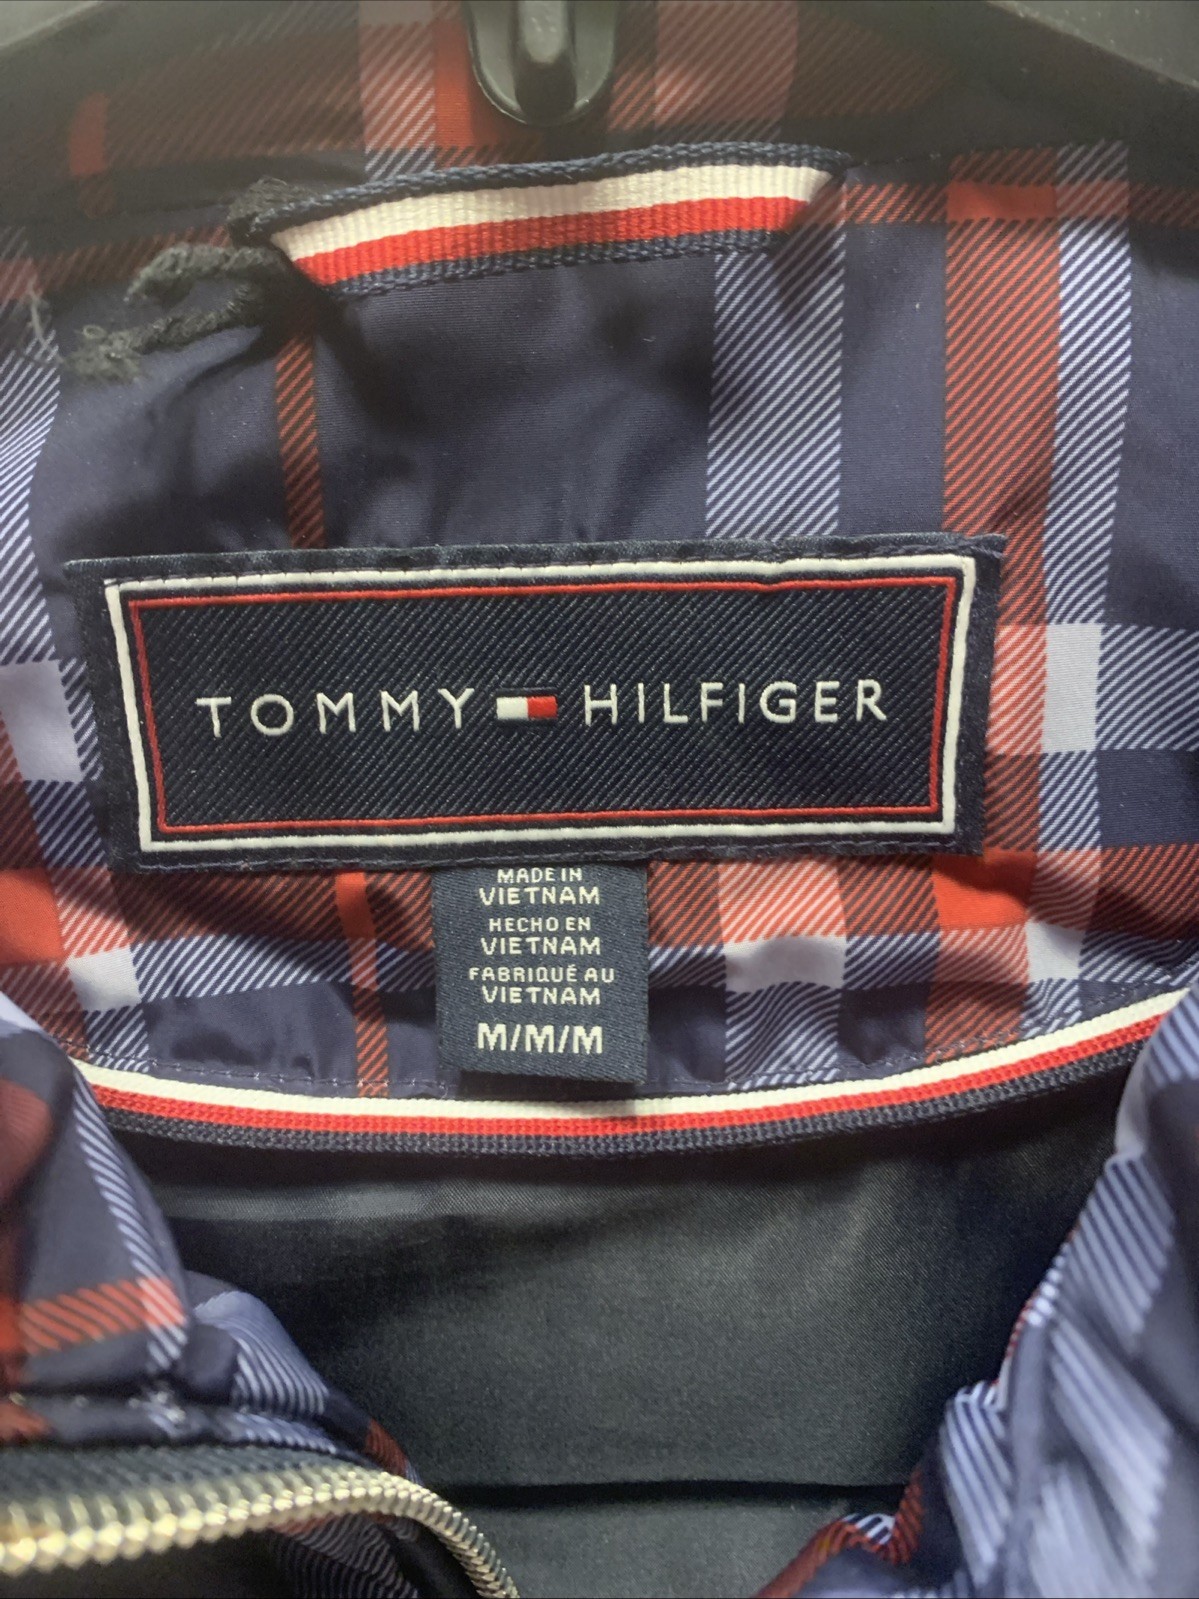 TOMMY HILFIGER
MADE IN
VIETNAM
HECHO EN
VIETNAM
FABRIQUÉ AU
VIETNAM
M/M/M